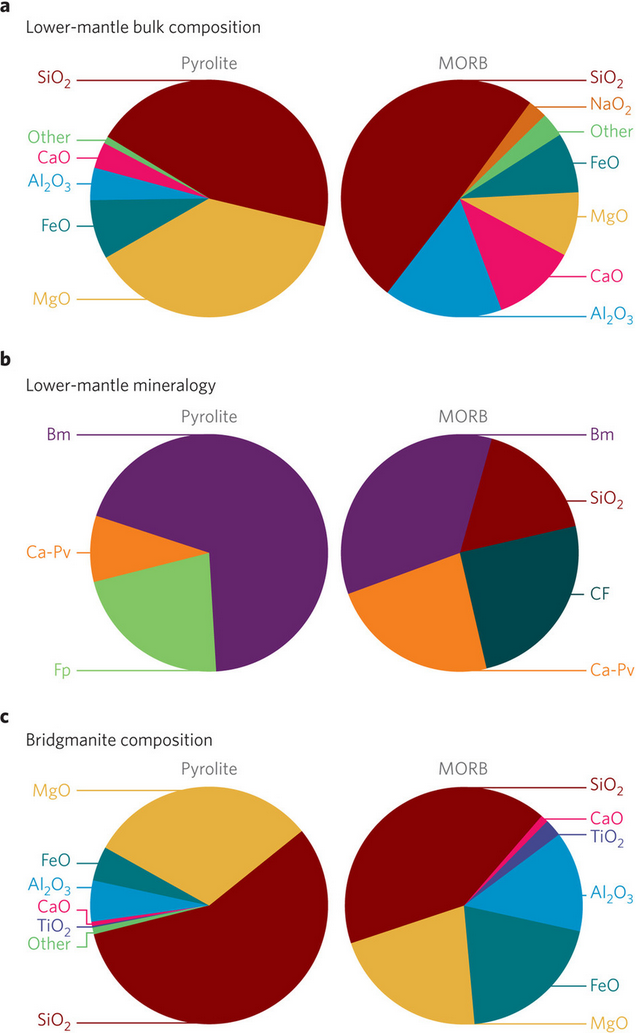 a
Lower-mantle bulk composition
Pyrolite
SiO₂
Other
CaO
Al₂O₃
FeO
MgO
MORB
SiO₂
NaO₂
Other
FeO
MgO
CaO
Al₂O₃
b
Lower-mantle mineralogy
Pyrolite
Bm
Ca-Pv
Fp
MORB
Bm
SiO₂
CF
Ca-Pv
c
Bridgmanite composition
Pyrolite
MgO
FeO
Al₂O₃
CaO
TiO₂
Other
SiO₂
MORB
SiO₂
CaO
TiO₂
Al₂O₃
FeO
MgO